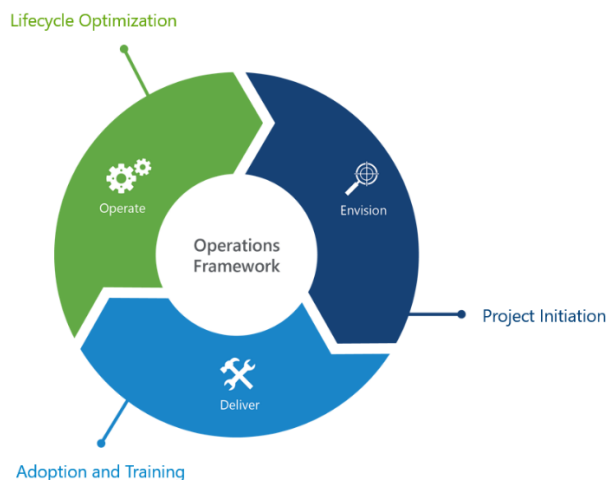 Lifecycle Optimization
Operate
Envision
Operations
Framework
Project Initiation
Deliver
Adoption and Training